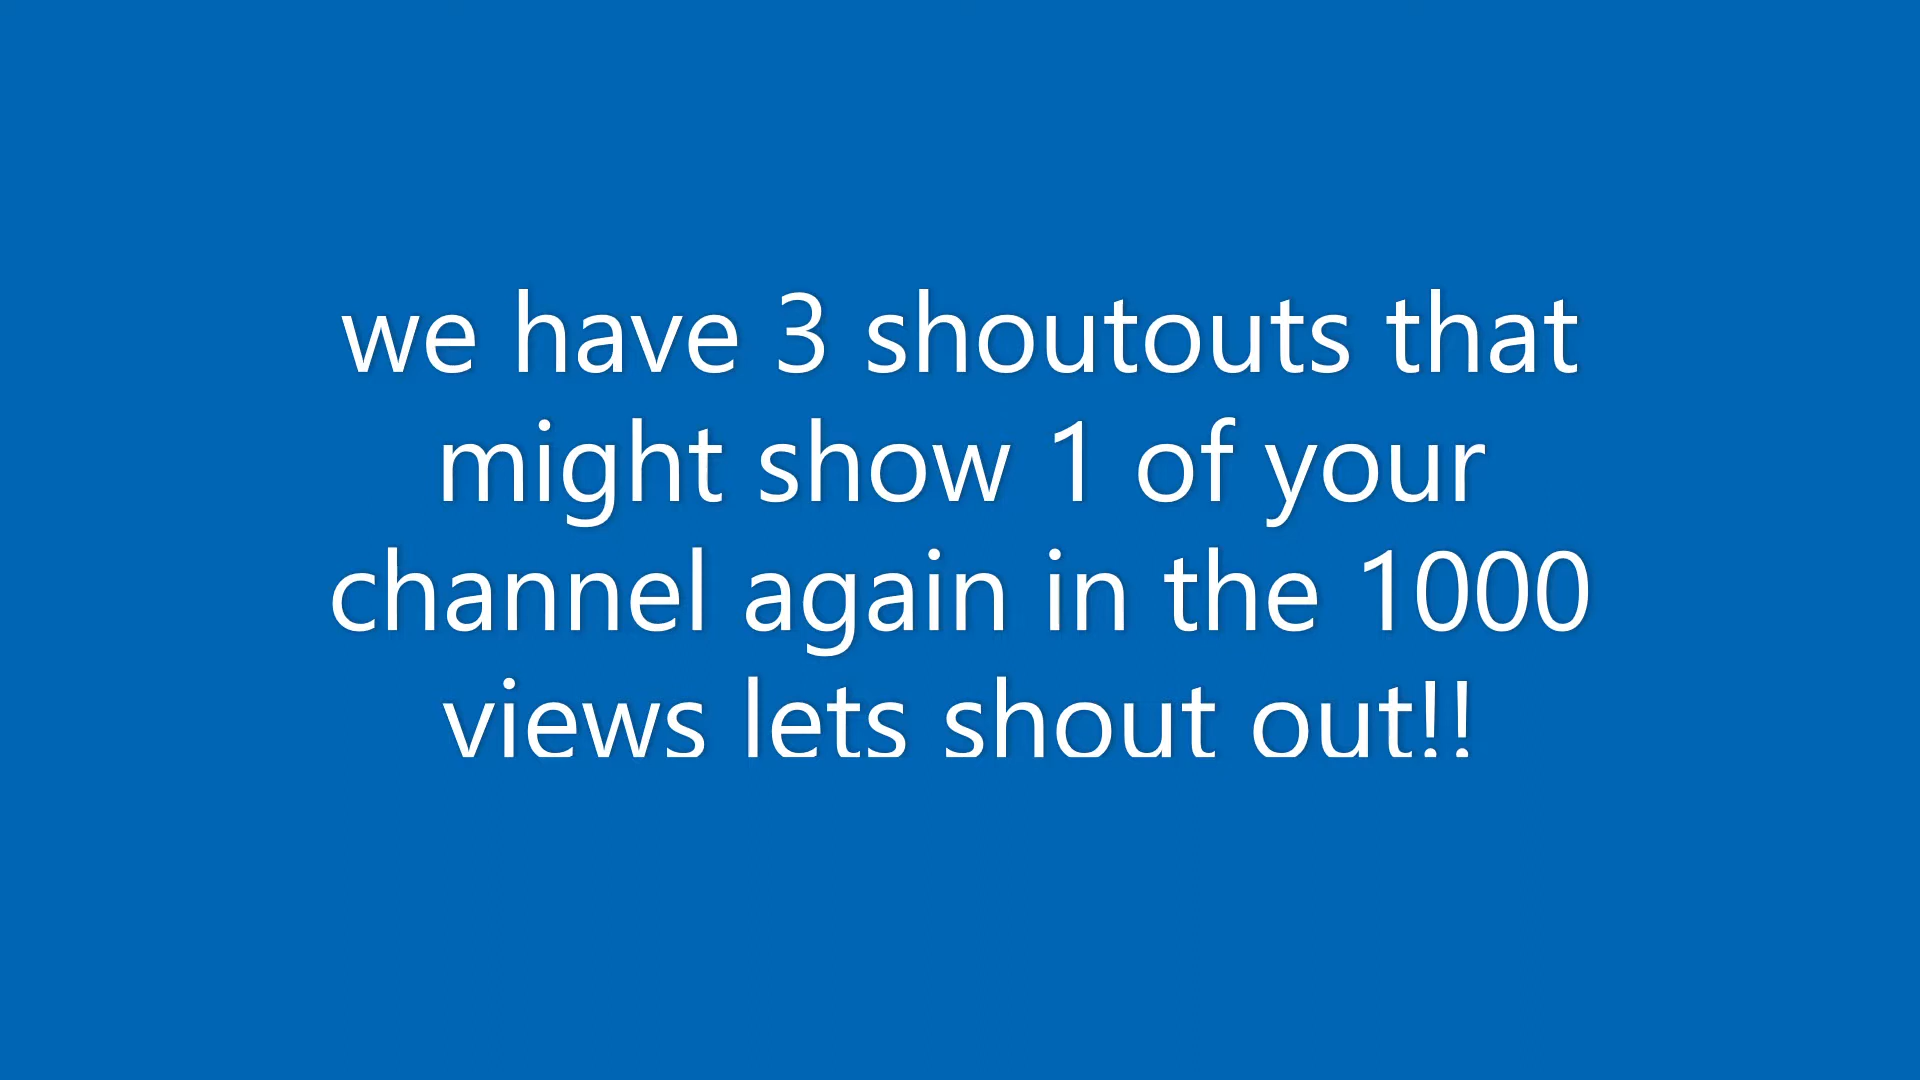 we have 3 shoutouts that
might show 1 of your
channel again in the 1000
views lets shout out!!